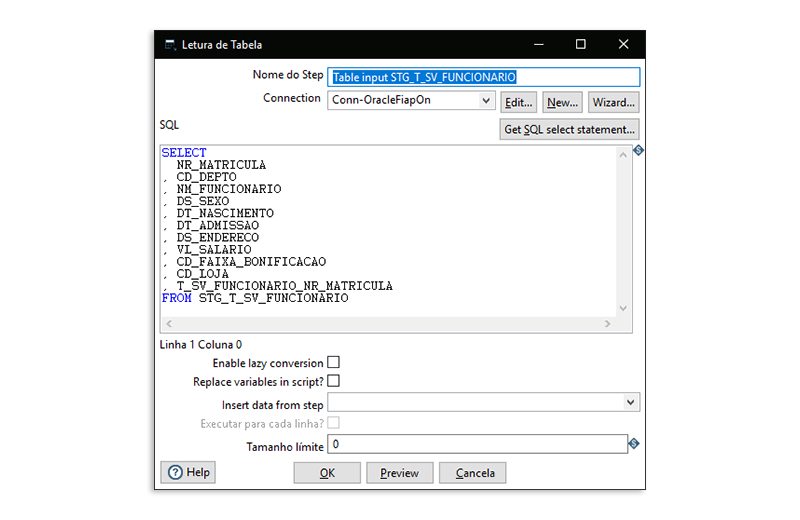 Letura de Tabela
Nome do Step Table input STG_T_SV_FUNCIONARIO
Connection Conn-OracleFiapOn Edit... New... Wizard...
SQL Get SQL select statement...
SELECT
NR_MATRICULA
, CD_DEPTO
, NM_FUNCIONARIO
, DS_SEXO
, DT_NASCIMENTO
, DT_ADMISSAO
, DS_ENDERECO
, VL_SALARIO
, CD_FAIXA_BONIFICACAO
, CD_LOJA
, T_SV_FUNCIONARIO_NR_MATRICULA
FROM STG_T_SV_FUNCIONARIO
Linha 1 Coluna 0
Enable lazy conversion
Replace variables in script?
Insert data from step
Executar para cada linha?
Tamanho límite 0
Help OK Preview Cancela